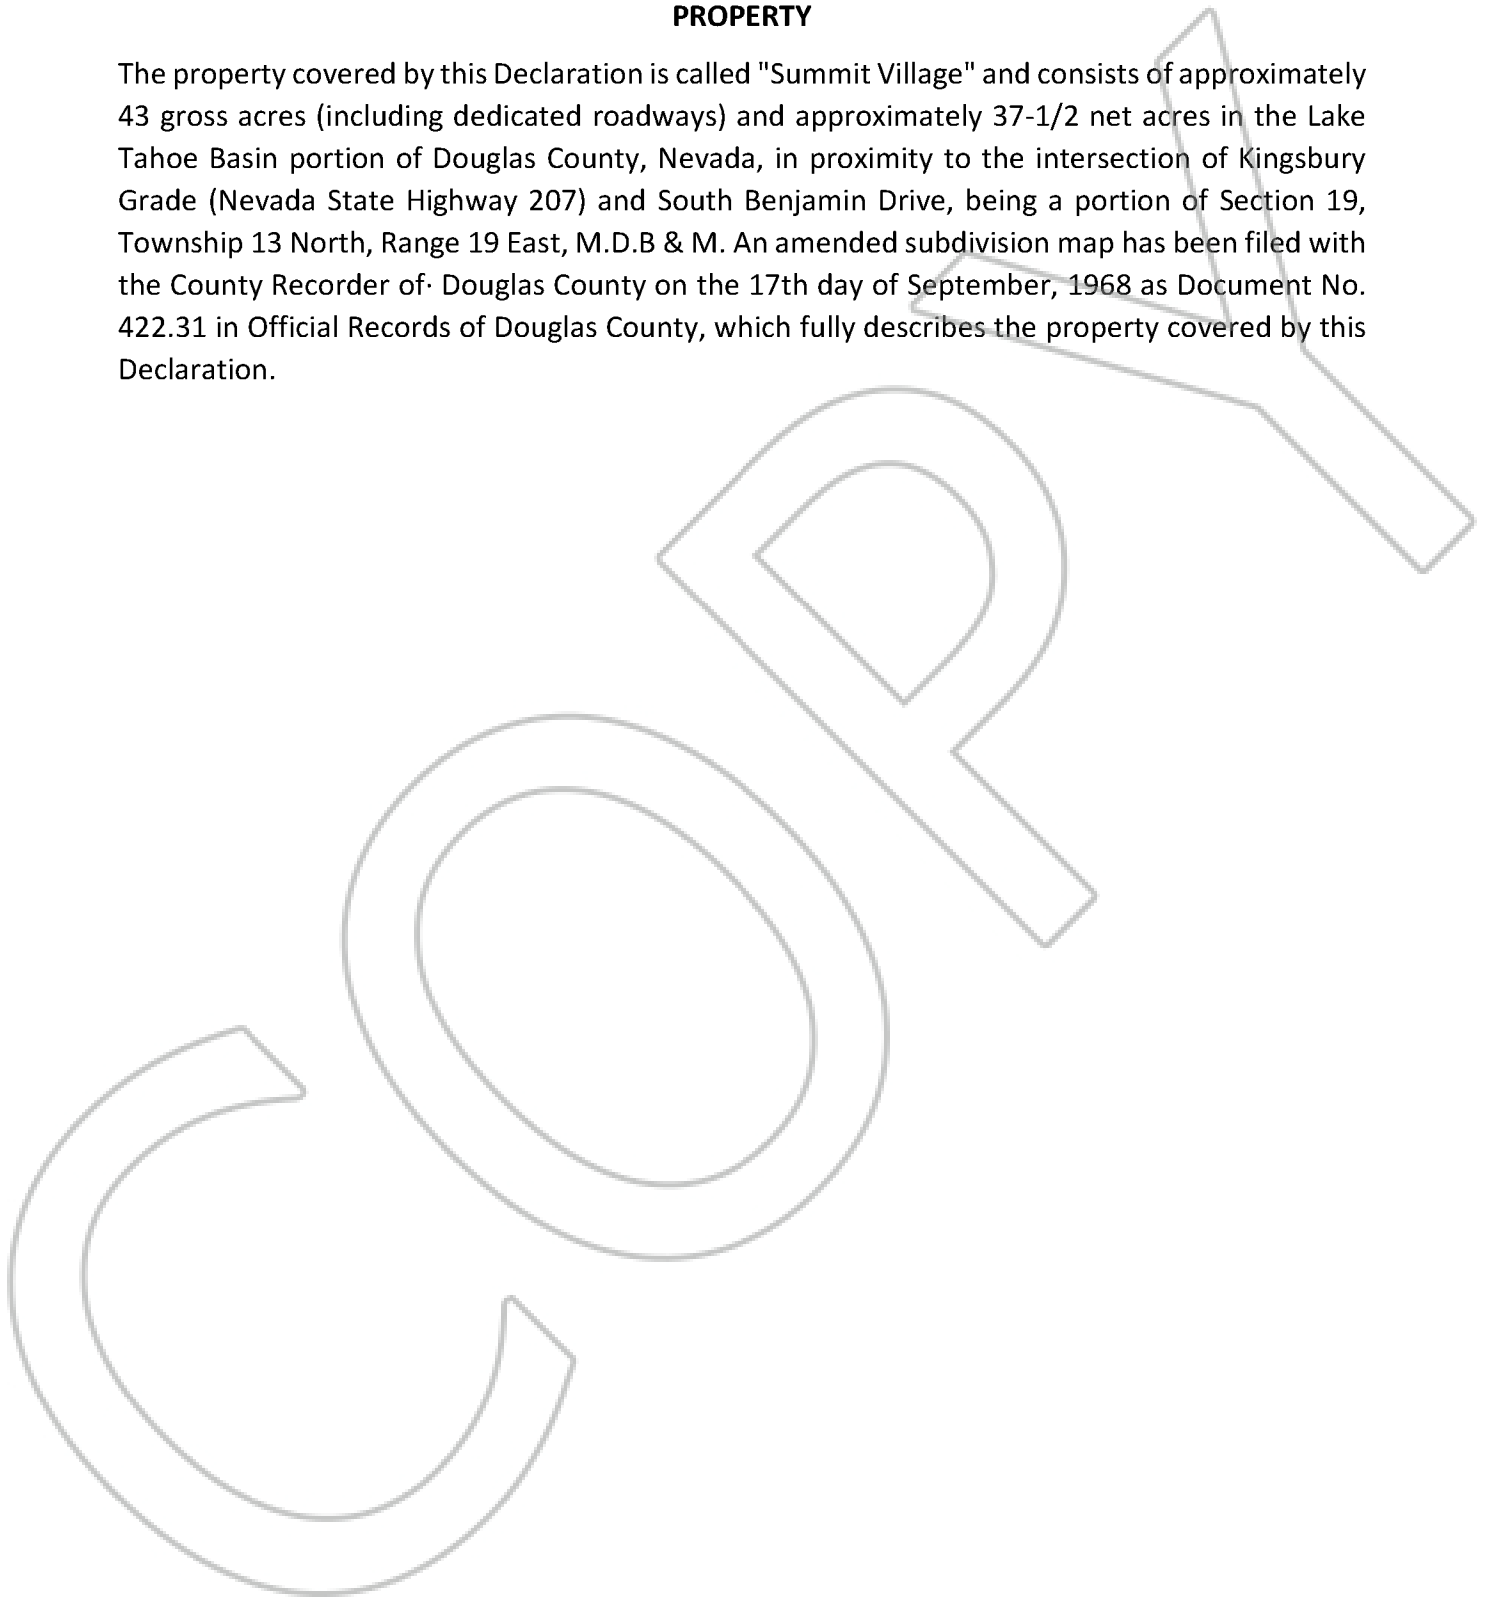 PROPERTY
The property covered by this Declaration is called "Summit Village" and consists of approximately
43 gross acres (including dedicated roadways) and approximately 37-1/2 net acres in the Lake
Tahoe Basin portion of Douglas County, Nevada, in proximity to the intersection of Kingsbury
Grade (Nevada State Highway 207) and South Benjamin Drive, being a portion of Section 19,
Township 13 North, Range 19 East, M.D.B & M. An amended subdivision map has been filed with
the County Recorder of· Douglas County on the 17th day of September, 1968 as Document No.
422.31 in Official Records of Douglas County, which fully describes the property covered by this
Declaration.
COPY